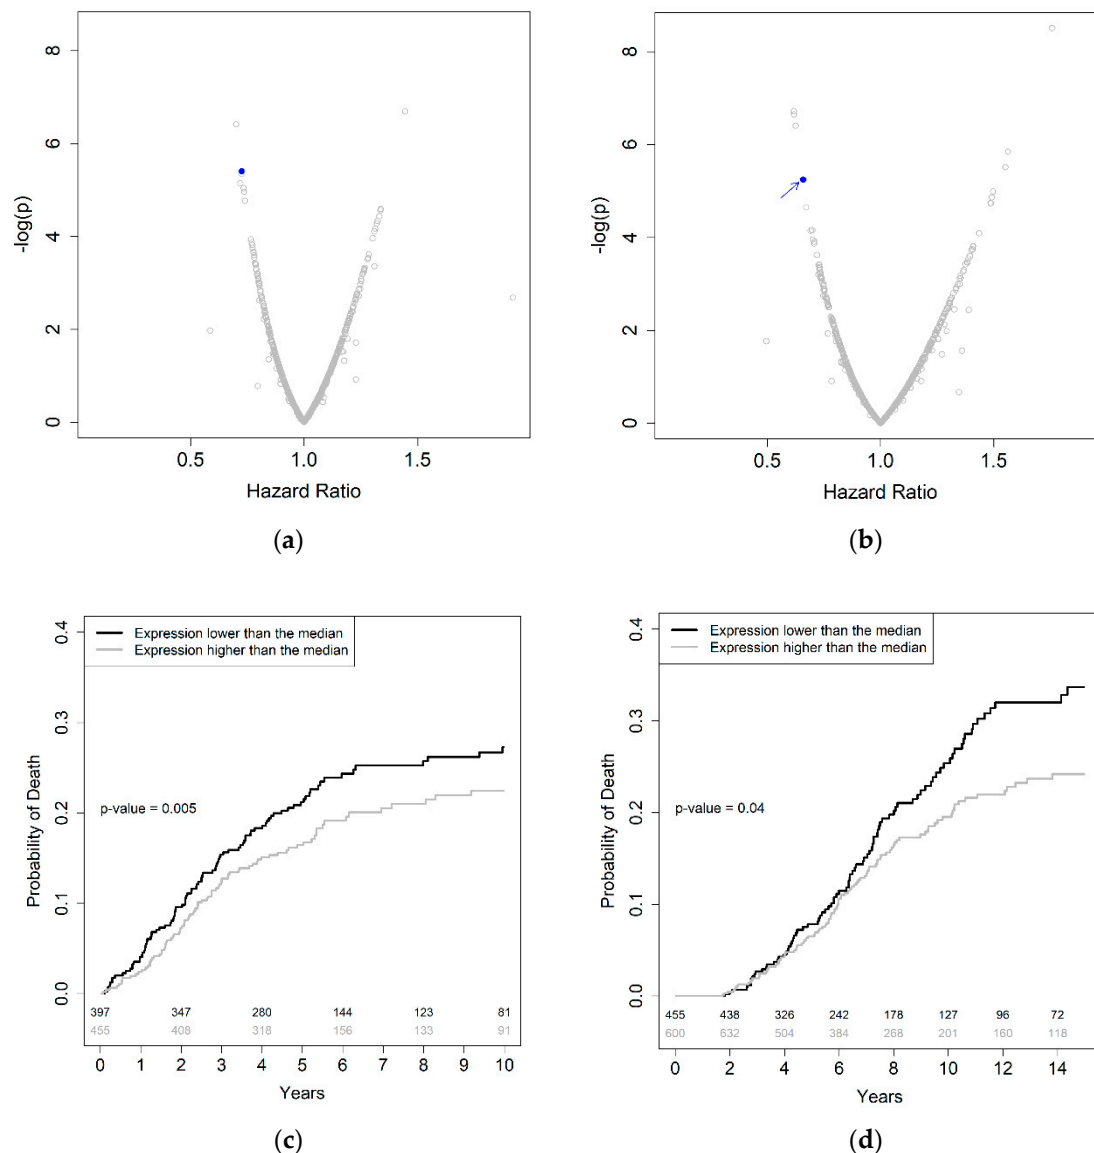 8
6
4
2
0
-log(p)
0.5 1.0 1.5
Hazard Ratio
(a)
8
6
4
2
0
-log(p)
0.5 1.0 1.5
Hazard Ratio
(b)
Expression lower than the median
Expression higher than the median
0.4
0.3
0.2
0.1
0.0
Probability of Death
p-value = 0.005
397 347 280 144 123 81
455 408 318 156 133 91
0 1 2 3 4 5 6 7 8 9 10
Years
(c)
Expression lower than the median
Expression higher than the median
0.4
0.3
0.2
0.1
0.0
Probability of Death
p-value = 0.04
455 438 326 242 178 127 96 72
600 632 504 384 268 201 160 118
0 2 4 6 8 10 12 14
Years
(d)